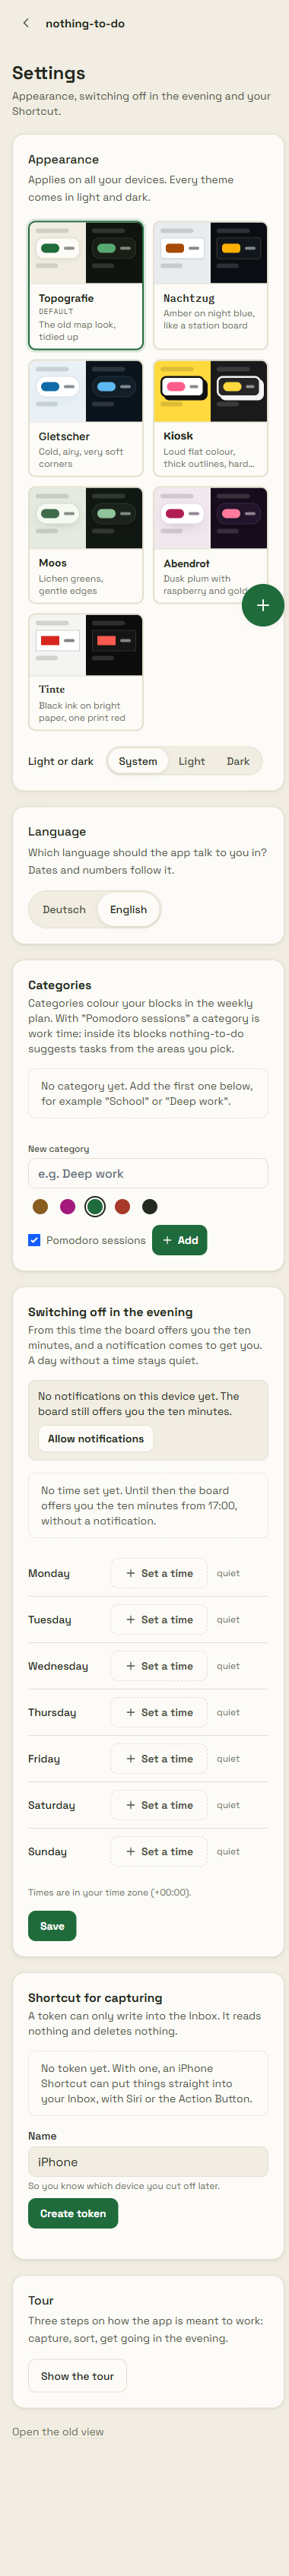 nothing-to-do
Settings
Appearance, switching off in the evening and your
Shortcut.
Appearance
Applies on all your devices. Every theme
comes in light and dark.
Topografie
DEFAULT
The old map look,
tidied up
Nachtzug
Amber on night blue,
like a station board
Gletscher
Cold, airy, very soft
corners
Kiosk
Loud flat colour,
thick outlines, hard...
Moos
Lichen greens,
gentle edges
Abendrot
Dusk plum with
raspberry and gold
Tinte
Black ink on bright
paper, one print red
Light or dark
System
Light
Dark
Language
Which language should the app talk to you in?
Dates and numbers follow it.
Deutsch
English
Categories
Categories colour your blocks in the weekly
plan. With "Pomodoro sessions" a category is
work time: inside its blocks nothing-to-do
suggests tasks from the areas you pick.
No category yet. Add the first one below,
for example "School" or "Deep work".
New category
e.g. Deep work
Pomodoro sessions
+ Add
Switching off in the evening
From this time the board offers you the ten
minutes, and a notification comes to get you.
A day without a time stays quiet.
No notifications on this device yet. The
board still offers you the ten minutes.
Allow notifications
No time set yet. Until then the board
offers you the ten minutes from 17:00,
without a notification.
Monday + Set a time quiet
Tuesday + Set a time quiet
Wednesday + Set a time quiet
Thursday + Set a time quiet
Friday + Set a time quiet
Saturday + Set a time quiet
Sunday + Set a time quiet
Times are in your time zone (+00:00).
Save
Shortcut for capturing
A token can only write into the Inbox. It reads
nothing and deletes nothing.
No token yet. With one, an iPhone
Shortcut can put things straight into
your Inbox, with Siri or the Action Button.
Name
iPhone
So you know which device you cut off later.
Create token
Tour
Three steps on how the app is meant to work:
capture, sort, get going in the evening.
Show the tour
Open the old view